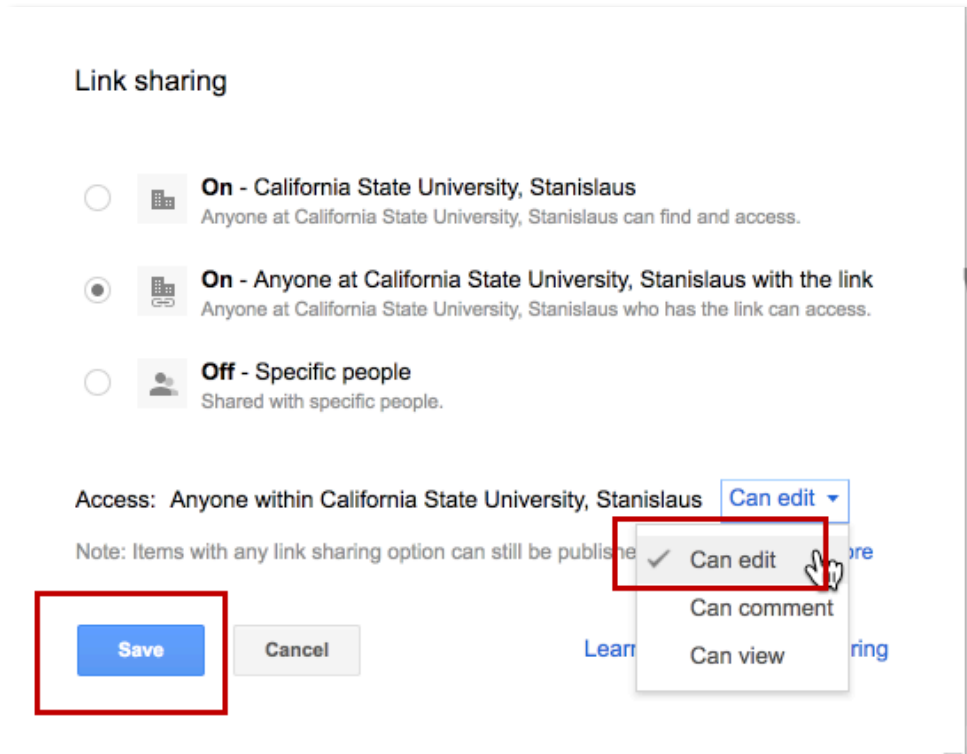 Link sharing
On - California State University, Stanislaus
Anyone at California State University, Stanislaus can find and access.
On - Anyone at California State University, Stanislaus with the link
Anyone at California State University, Stanislaus who has the link can access.
Off - Specific people
Shared with specific people.
Access: Anyone within California State University, Stanislaus Can edit
Note: Items with any link sharing option can still be
Can edit
Can comment
Save Cancel
Can view